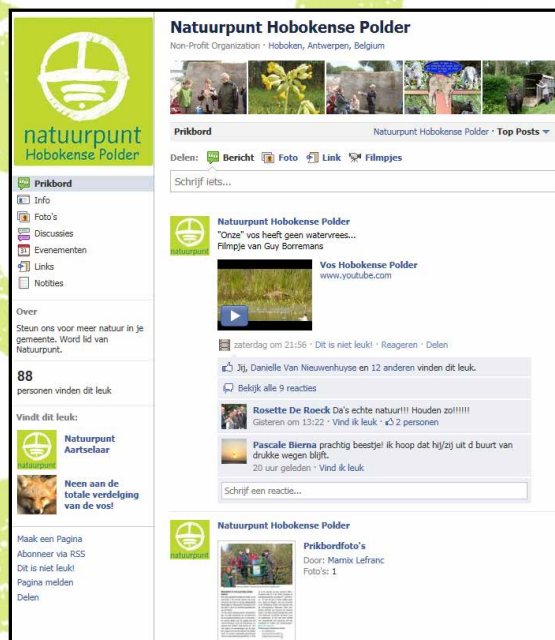 Natuurpunt Hobokense Polder
Non-Profit Organization · Hoboken, Antwerpen, Belgium
natuurpunt
Hobokense Polder
Prikbord
Info
Foto's
Discussies
Evenementen
Links
Notities
Over
Steun ons voor meer natuur in je
gemeente. Word lid van
Natuurpunt.
88
personen vinden dit leuk
Vindt dit leuk:
natuurpunt
Natuurpunt
Aartselaar
Neen aan de
totale verdelging
van de vos!
Maak een Pagina
Abonneer via RSS
Dit is niet leuk!
Pagina melden
Delen
Prikbord
Natuurpunt Hobokense Polder · Top Posts
Delen: Bericht Foto Link Filmpjes
Schrijf iets...
natuurpunt
Natuurpunt Hobokense Polder
"Onze" vos heeft geen watervrees...
Filmpje van Guy Borremans
Vos Hobokense Polder
www.youtube.com
zaterdag om 21:56 · Dit is niet leuk! · Reageren · Delen
Jij, Danielle Van Nieuwenhuyse en 12 anderen vinden dit leuk.
Bekijk alle 9 reacties
Rosette De Roeck Da's echte natuur!!! Houden zo!!!!!!
Gisteren om 13:22 · Vind ik leuk · 2 personen
Pascale Bierna prachtig beestje! ik hoop dat hij/zij uit d buurt van
drukke wegen blijft.
20 uur geleden · Vind ik leuk
Schrijf een reactie...
natuurpunt
Natuurpunt Hobokense Polder
Prikbordfoto's
Door: Marnix Lefranc
Foto's: 1